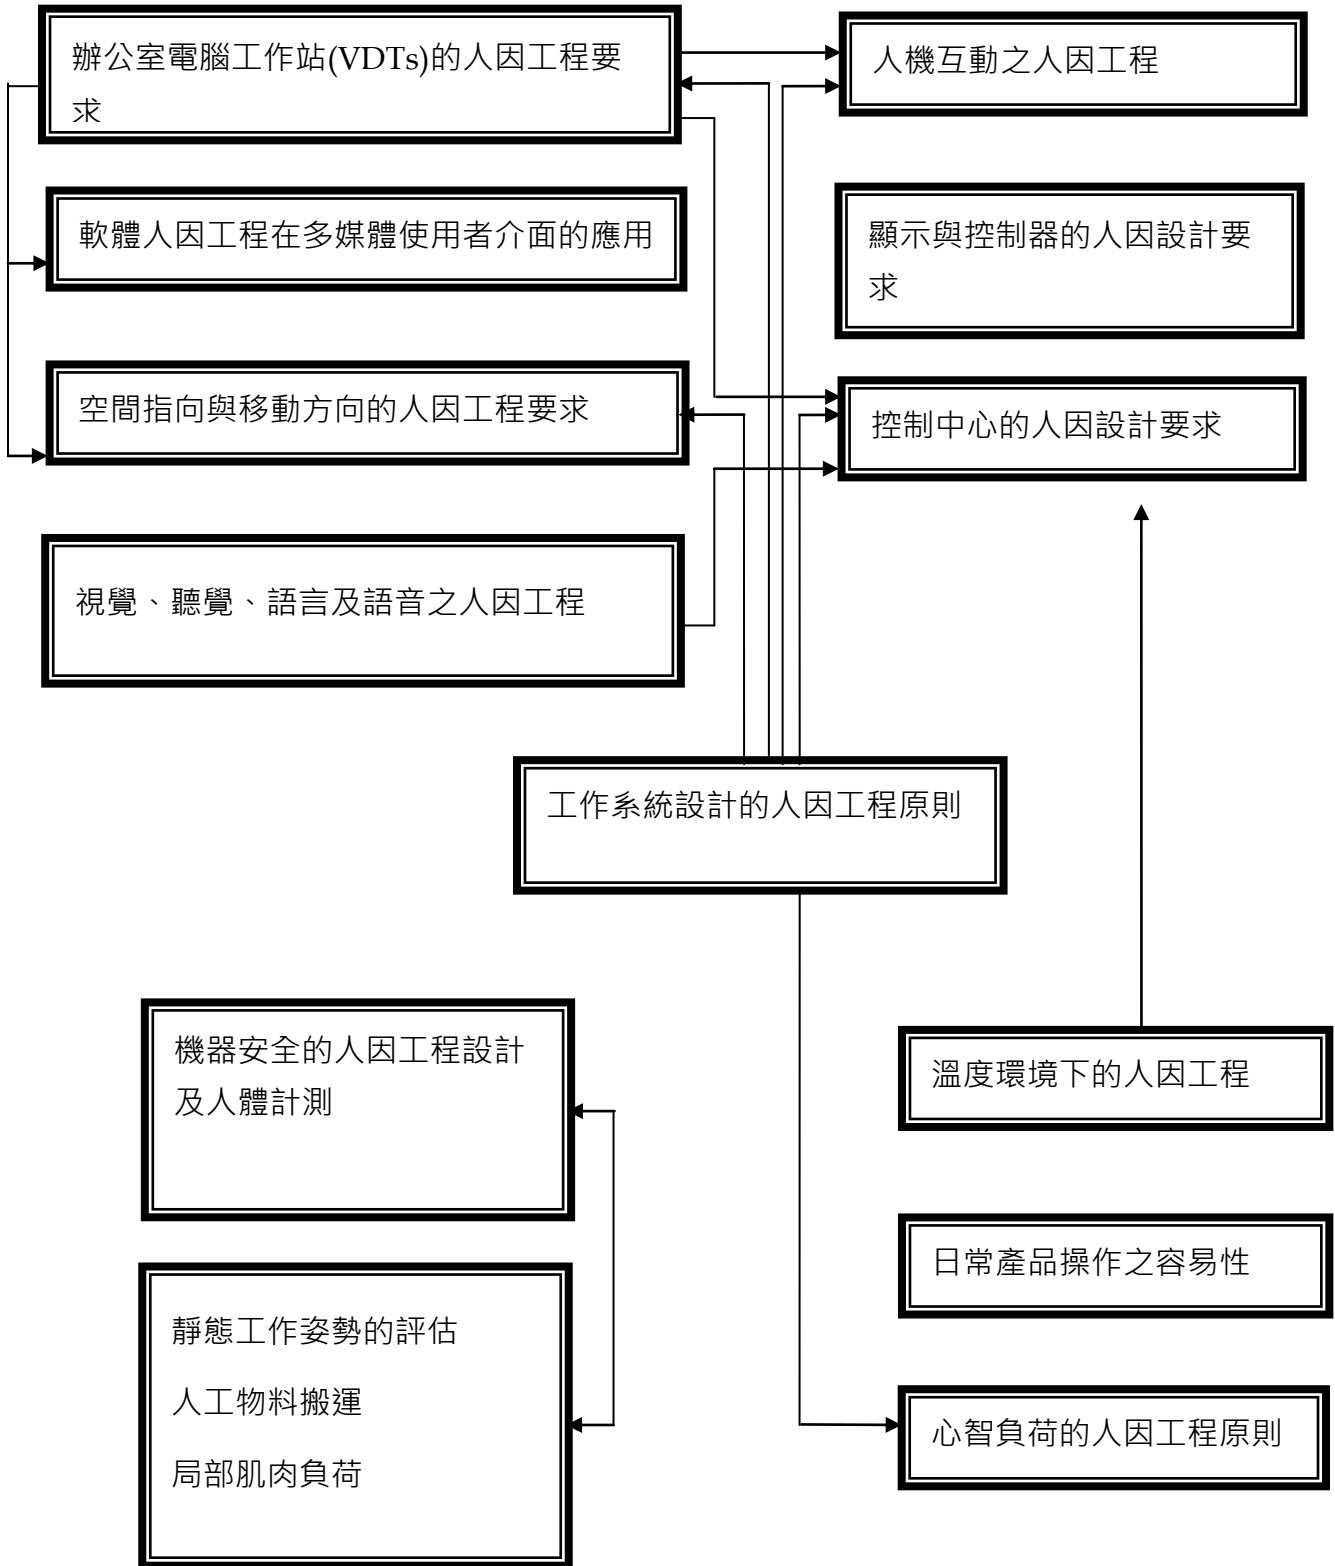 辦公室電腦工作站(VDTs)的人因工程要
求
人機互動之人因工程
軟體人因工程在多媒體使用者介面的應用
顯示與控制器的人因設計要
求
空間指向與移動方向的人因工程要求
控制中心的人因設計要求
視覺、聽覺、語言及語音之人因工程
工作系統設計的人因工程原則
機器安全的人因工程設計
及人體計測
溫度環境下的人因工程
日常產品操作之容易性
靜態工作姿勢的評估
人工物料搬運
局部肌肉負荷
心智負荷的人因工程原則